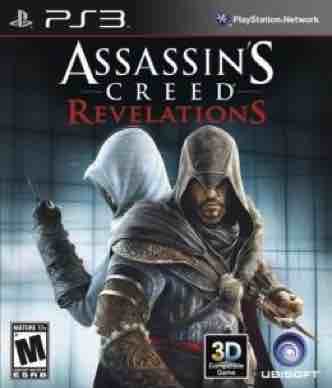 PS3
PlayStation.Network
ASSASSIN'S
CREED
REVELATIONS
MATURE 17+
M
ESRB
3D
Compatible
Game
UBISOFT